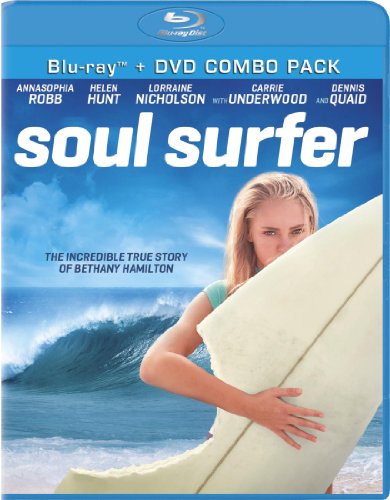 Blu-ray Disc
Blu-ray™ + DVD COMBO PACK
ANNASOPHIA ROBB HELEN HUNT LORRAINE NICHOLSON WITH CARRIE UNDERWOOD AND DENNIS QUAID
soul surfer
THE INCREDIBLE TRUE STORY
OF BETHANY HAMILTON